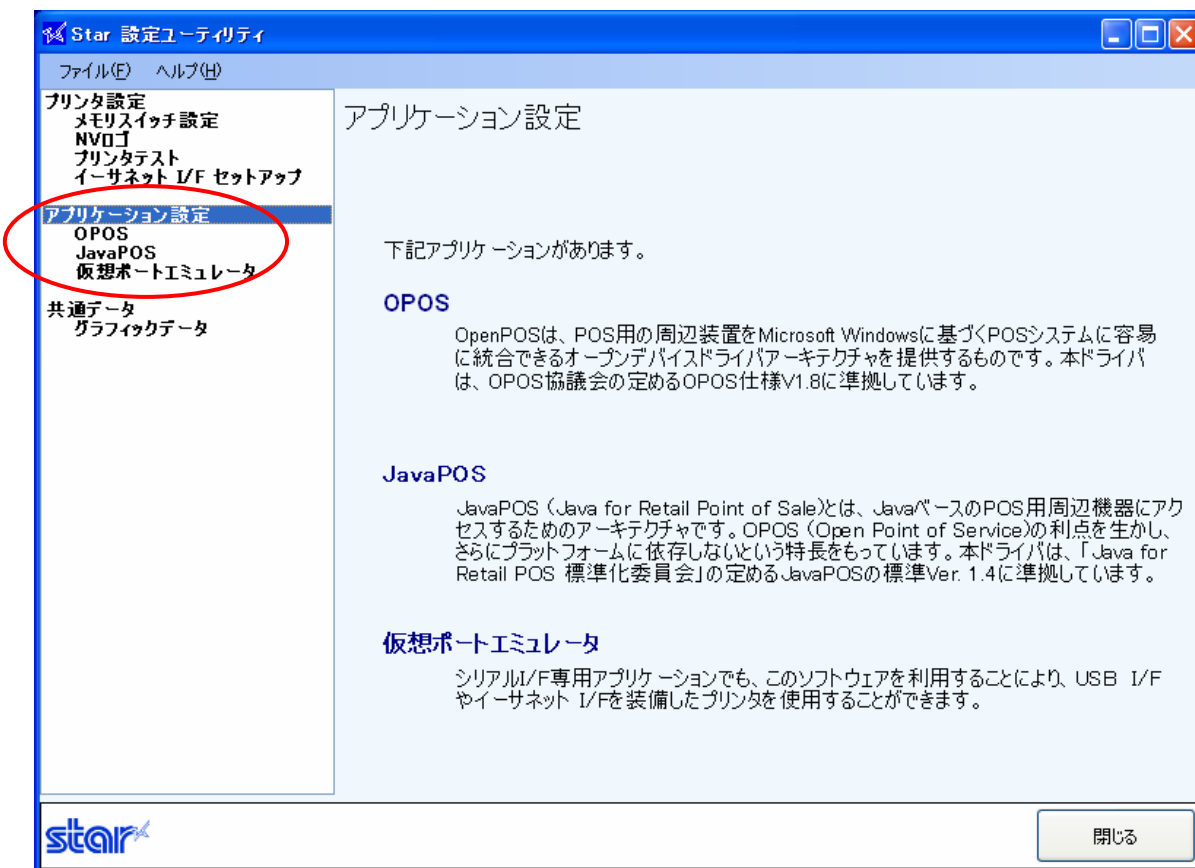 Star 設定ユーティリティ
ファイル(F) ヘルプ(H)
プリンタ設定
メモリスイッチ設定
NVロゴ
プリンタテスト
イーサネット I/F セットアップ
アプリケーション設定
OPOS
JavaPOS
仮想ポートエミュレータ
共通データ
グラフィックデータ
アプリケーション設定
下記アプリケーションがあります。
OPOS
OpenPOSは、POS用の周辺装置をMicrosoft Windowsに基づくPOSシステムに容易
に統合できるオープンデバイスドライバアーキテクチャを提供するものです。本ドライバ
は、OPOS協議会の定めるOPOS仕様V1.8に準拠しています。
JavaPOS
JavaPOS (Java for Retail Point of Sale)とは、JavaベースのPOS用周辺機器にアク
セスするためのアーキテクチャです。OPOS (Open Point of Service)の利点を生かし、
さらにプラットフォームに依存しないという特長をもっています。本ドライバは、「Java for
Retail POS 標準化委員会」の定めるJavaPOSの標準Ver. 1.4に準拠しています。
仮想ポートエミュレータ
シリアルI/F専用アプリケーションでも、このソフトウェアを利用することにより、USB I/F
やイーサネット I/Fを装備したプリンタを使用することができます。
star
閉じる